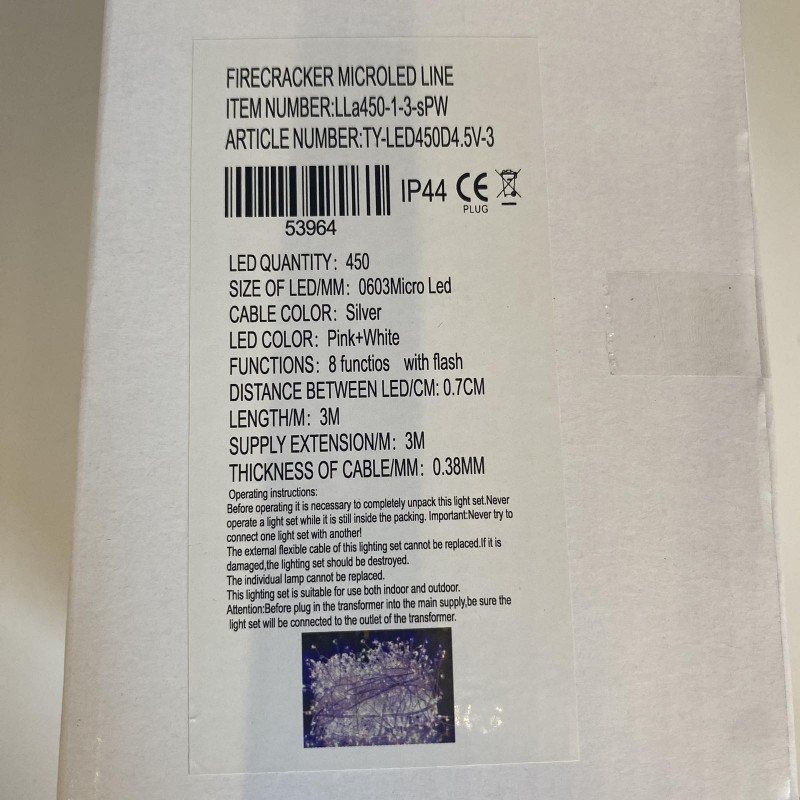 FIRECRACKER MICROLED LINE
ITEM NUMBER:LLa450-1-3-sPW
ARTICLE NUMBER:TY-LED450D4.5V-3
IP44 CE
PLUG
53964
LED QUANTITY: 450
SIZE OF LED/MM: 0603Micro Led
CABLE COLOR: Silver
LED COLOR: Pink+White
FUNCTIONS: 8 functios with flash
DISTANCE BETWEEN LED/CM: 0.7CM
LENGTH/M: 3M
SUPPLY EXTENSION/M: 3M
THICKNESS OF CABLE/MM: 0.38MM
Operating instructions:
Before operating it is necessary to completely unpack this light set.Never
operate a light set while it is still inside the packing. Important:Never try to
connect one light set with another!
The external flexible cable of this lighting set cannot be replaced.If it is
damaged,the lighting set should be destroyed.
The individual lamp cannot be replaced.
This lighting set is suitable for use both indoor and outdoor.
Attention:Before plug in the transformer into the main supply,be sure the
light set will be connected to the outlet of the transformer.